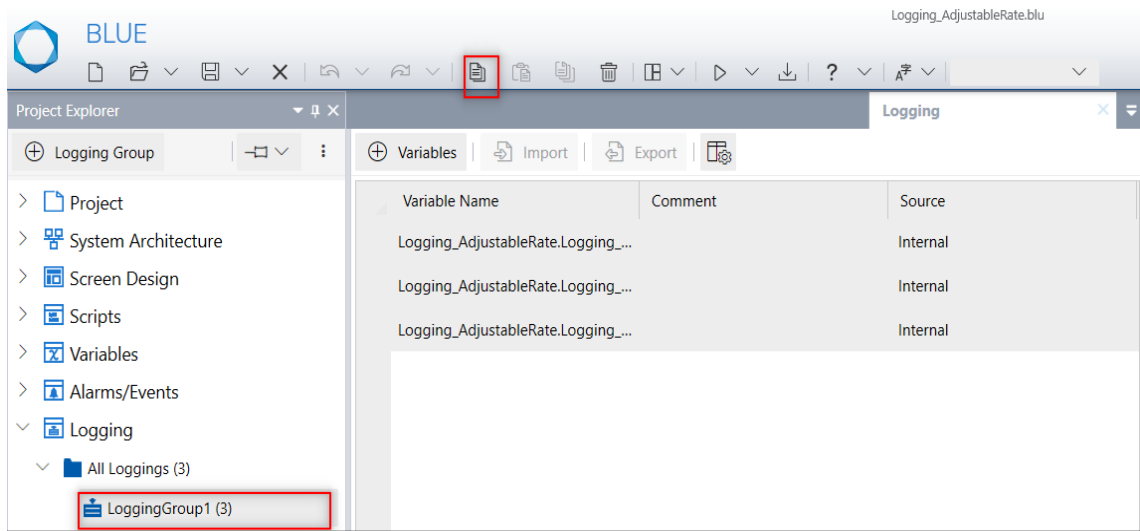 Logging_AdjustableRate.blu
BLUE
Project Explorer
Logging
Logging Group
Variables
Import
Export
Project
System Architecture
Screen Design
Scripts
Variables
Alarms/Events
Logging
All Loggings (3)
LoggingGroup1 (3)
Variable Name Comment Source
Logging_AdjustableRate.Logging_... Internal
Logging_AdjustableRate.Logging_... Internal
Logging_AdjustableRate.Logging_... Internal